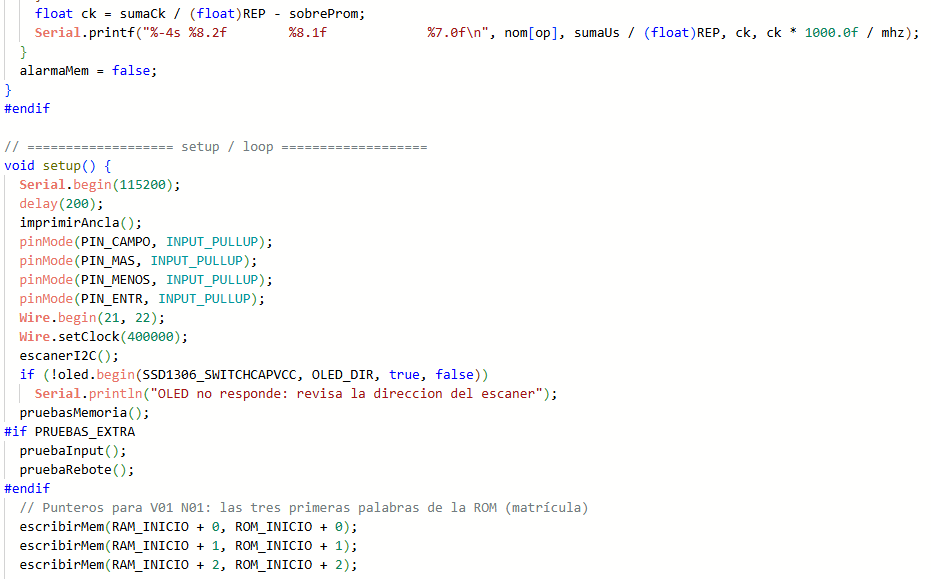 float ck = sumaCk / (float)REP - sobreProm;
Serial.printf("%-4s %8.2f        %8.1f             %7.0f\n", nom[op], sumaUs / (float)REP, ck, ck * 1000.0f / mhz);
}
alarmaMem = false;
}
#endif
// =================== setup / loop ===================
void setup() {
Serial.begin(115200);
delay(200);
imprimirAncla();
pinMode(PIN_CAMPO, INPUT_PULLUP);
pinMode(PIN_MAS, INPUT_PULLUP);
pinMode(PIN_MENOS, INPUT_PULLUP);
pinMode(PIN_ENTR, INPUT_PULLUP);
Wire.begin(21, 22);
Wire.setClock(400000);
escanerI2C();
if (!oled.begin(SSD1306_SWITCHCAPVCC, OLED_DIR, true, false))
Serial.println("OLED no responde: revisa la direccion del escaner");
pruebasMemoria();
#if PRUEBAS_EXTRA
pruebaInput();
pruebaRebote();
#endif
// Punteros para V01 N01: las tres primeras palabras de la ROM (matrícula)
escribirMem(RAM_INICIO + 0, ROM_INICIO + 0);
escribirMem(RAM_INICIO + 1, ROM_INICIO + 1);
escribirMem(RAM_INICIO + 2, ROM_INICIO + 2);